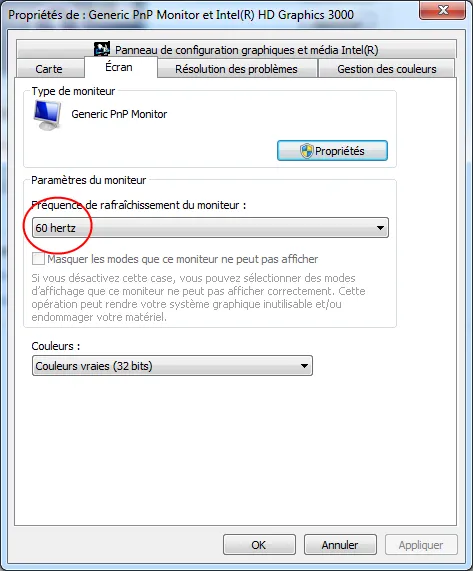 Propriétés de : Generic PnP Monitor et Intel(R) HD Graphics 3000
Panneau de configuration graphiques et média Intel(R)
Carte Écran Résolution des problèmes Gestion des couleurs
Type de moniteur
Generic PnP Monitor
Propriétés
Paramètres du moniteur
Fréquence de rafraîchissement du moniteur :
60 hertz
Masquer les modes que ce moniteur ne peut pas afficher
Si vous désactivez cette case, vous pouvez sélectionner des modes
d'affichage que ce moniteur ne peut pas afficher correctement. Cette
opération peut rendre votre système graphique inutilisable et/ou
endommager votre matériel.
Couleurs :
Couleurs vraies (32 bits)
OK Annuler Appliquer